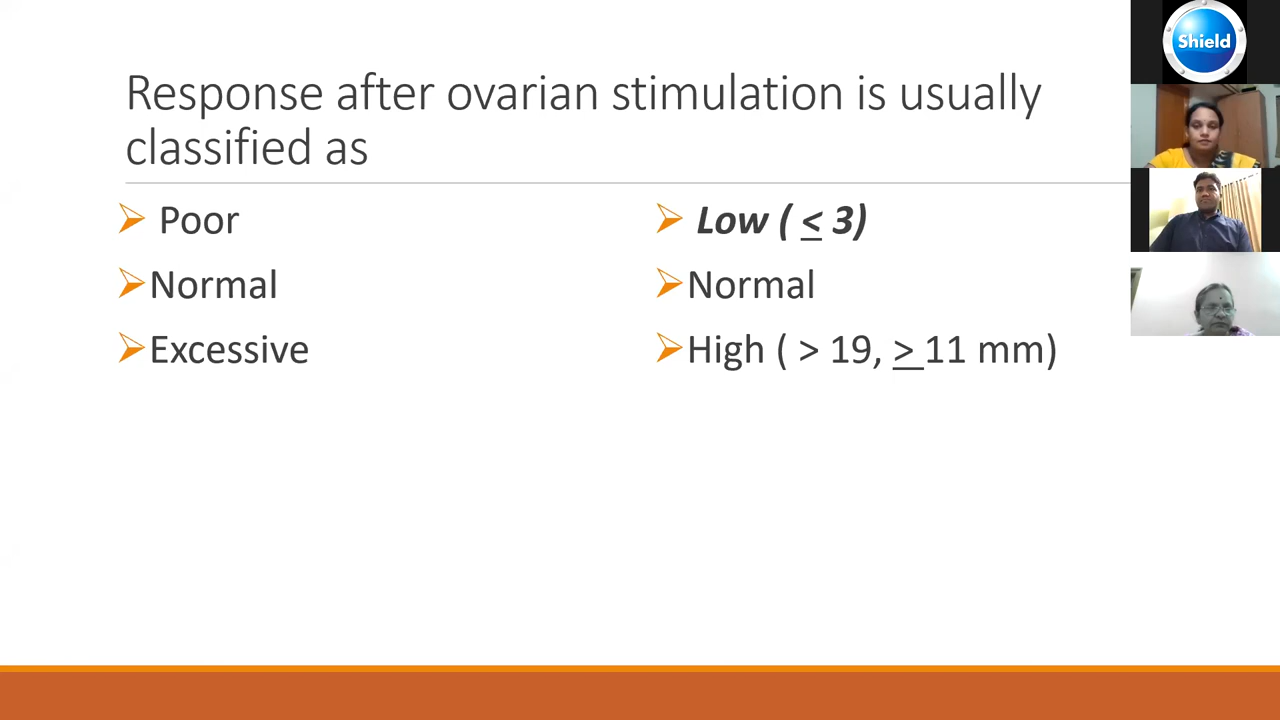 Response after ovarian stimulation is usually
classified as
Poor
Normal
Excessive
Low ( ≤ 3)
Normal
High ( > 19, ≥ 11 mm)
Shield